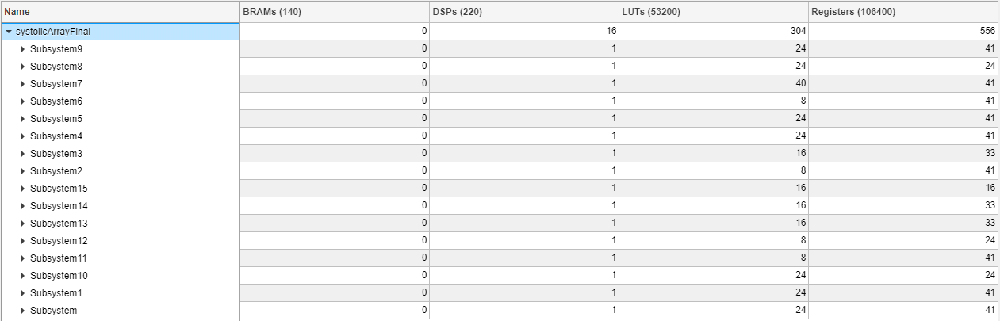 Name BRAMs (140) DSPs (220) LUTs (53200) Registers (106400)
systolicArrayFinal 0 16 304 556
Subsystem9 0 1 24 41
Subsystem8 0 1 24 24
Subsystem7 0 1 40 41
Subsystem6 0 1 8 41
Subsystem5 0 1 24 41
Subsystem4 0 1 24 41
Subsystem3 0 1 16 33
Subsystem2 0 1 8 41
Subsystem15 0 1 16 16
Subsystem14 0 1 16 33
Subsystem13 0 1 16 33
Subsystem12 0 1 8 24
Subsystem11 0 1 8 41
Subsystem10 0 1 24 24
Subsystem1 0 1 24 41
Subsystem 0 1 24 41